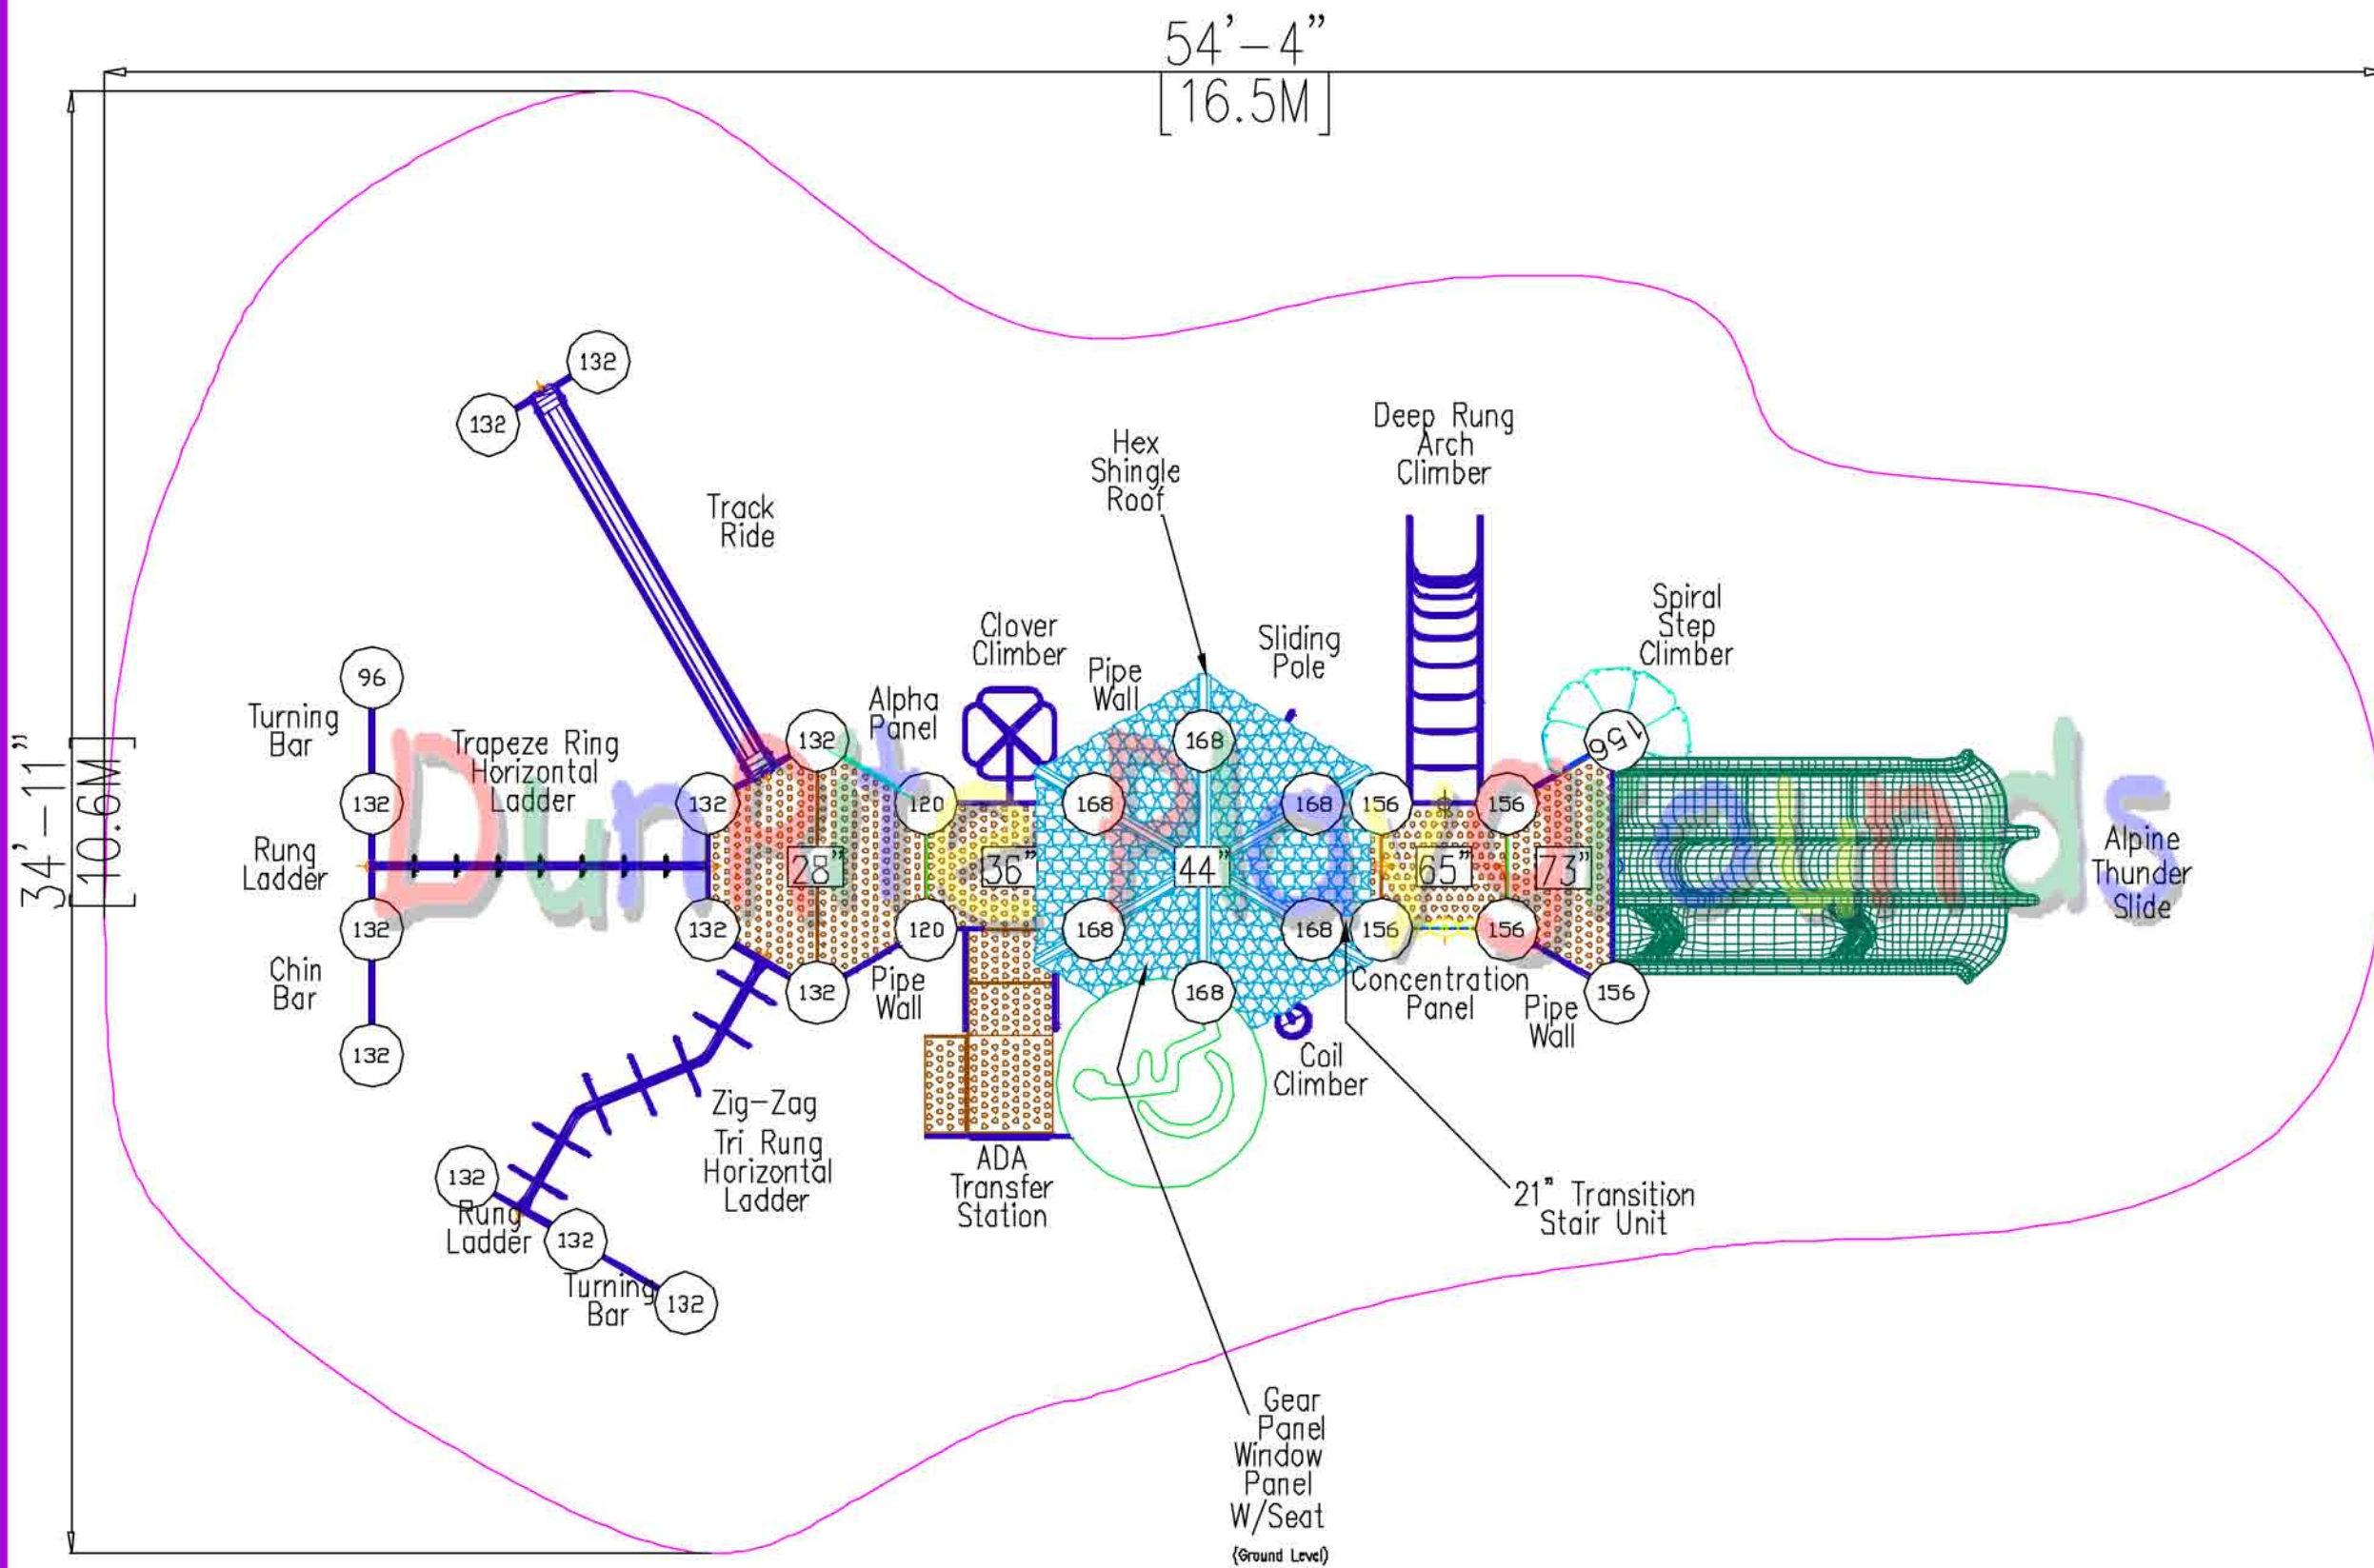 54'-4"
[16.5M]
34'-11"
[10.6M]
132
132
Track
Ride
Hex
Shingle
Roof
Deep Rung
Arch
Climber
Spiral
Step
Climber
Clover
Climber
Sliding
Pole
Pipe
Wall
Alpha
Panel
96
Turning
Bar
Trapeze Ring
Horizontal
Ladder
132
132
132
120
168
168
168
156
156
156
Rung
Ladder
28"
36"
44"
65"
73"
Dunrite Playgrounds
Alpine
Thunder
Slide
132
132
120
168
168
156
156
Chin
Bar
132
Pipe
Wall
168
Concentration
Panel
Pipe
Wall
156
132
Coil
Climber
Zig-Zag
Tri Rung
Horizontal
Ladder
ADA
Transfer
Station
21" Transition
Stair Unit
132
Rung
Ladder
132
Turning
Bar
132
Gear
Panel
Window
Panel
W/Seat
(Ground Level)